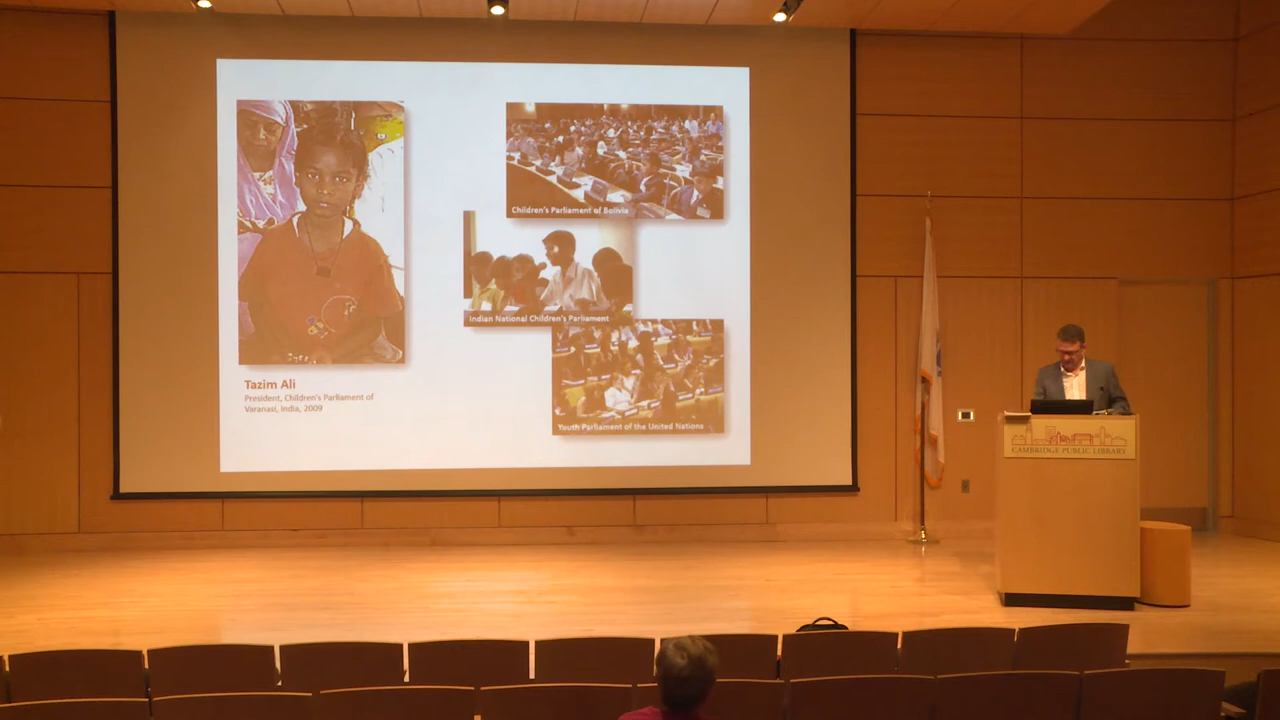 Children's Parliament of Bolivia
Indian National Children's Parliament
Tazim Ali
President, Children's Parliament of
Varanasi, India, 2009
Youth Parliament of the United Nations
CAMBRIDGE PUBLIC LIBRARY